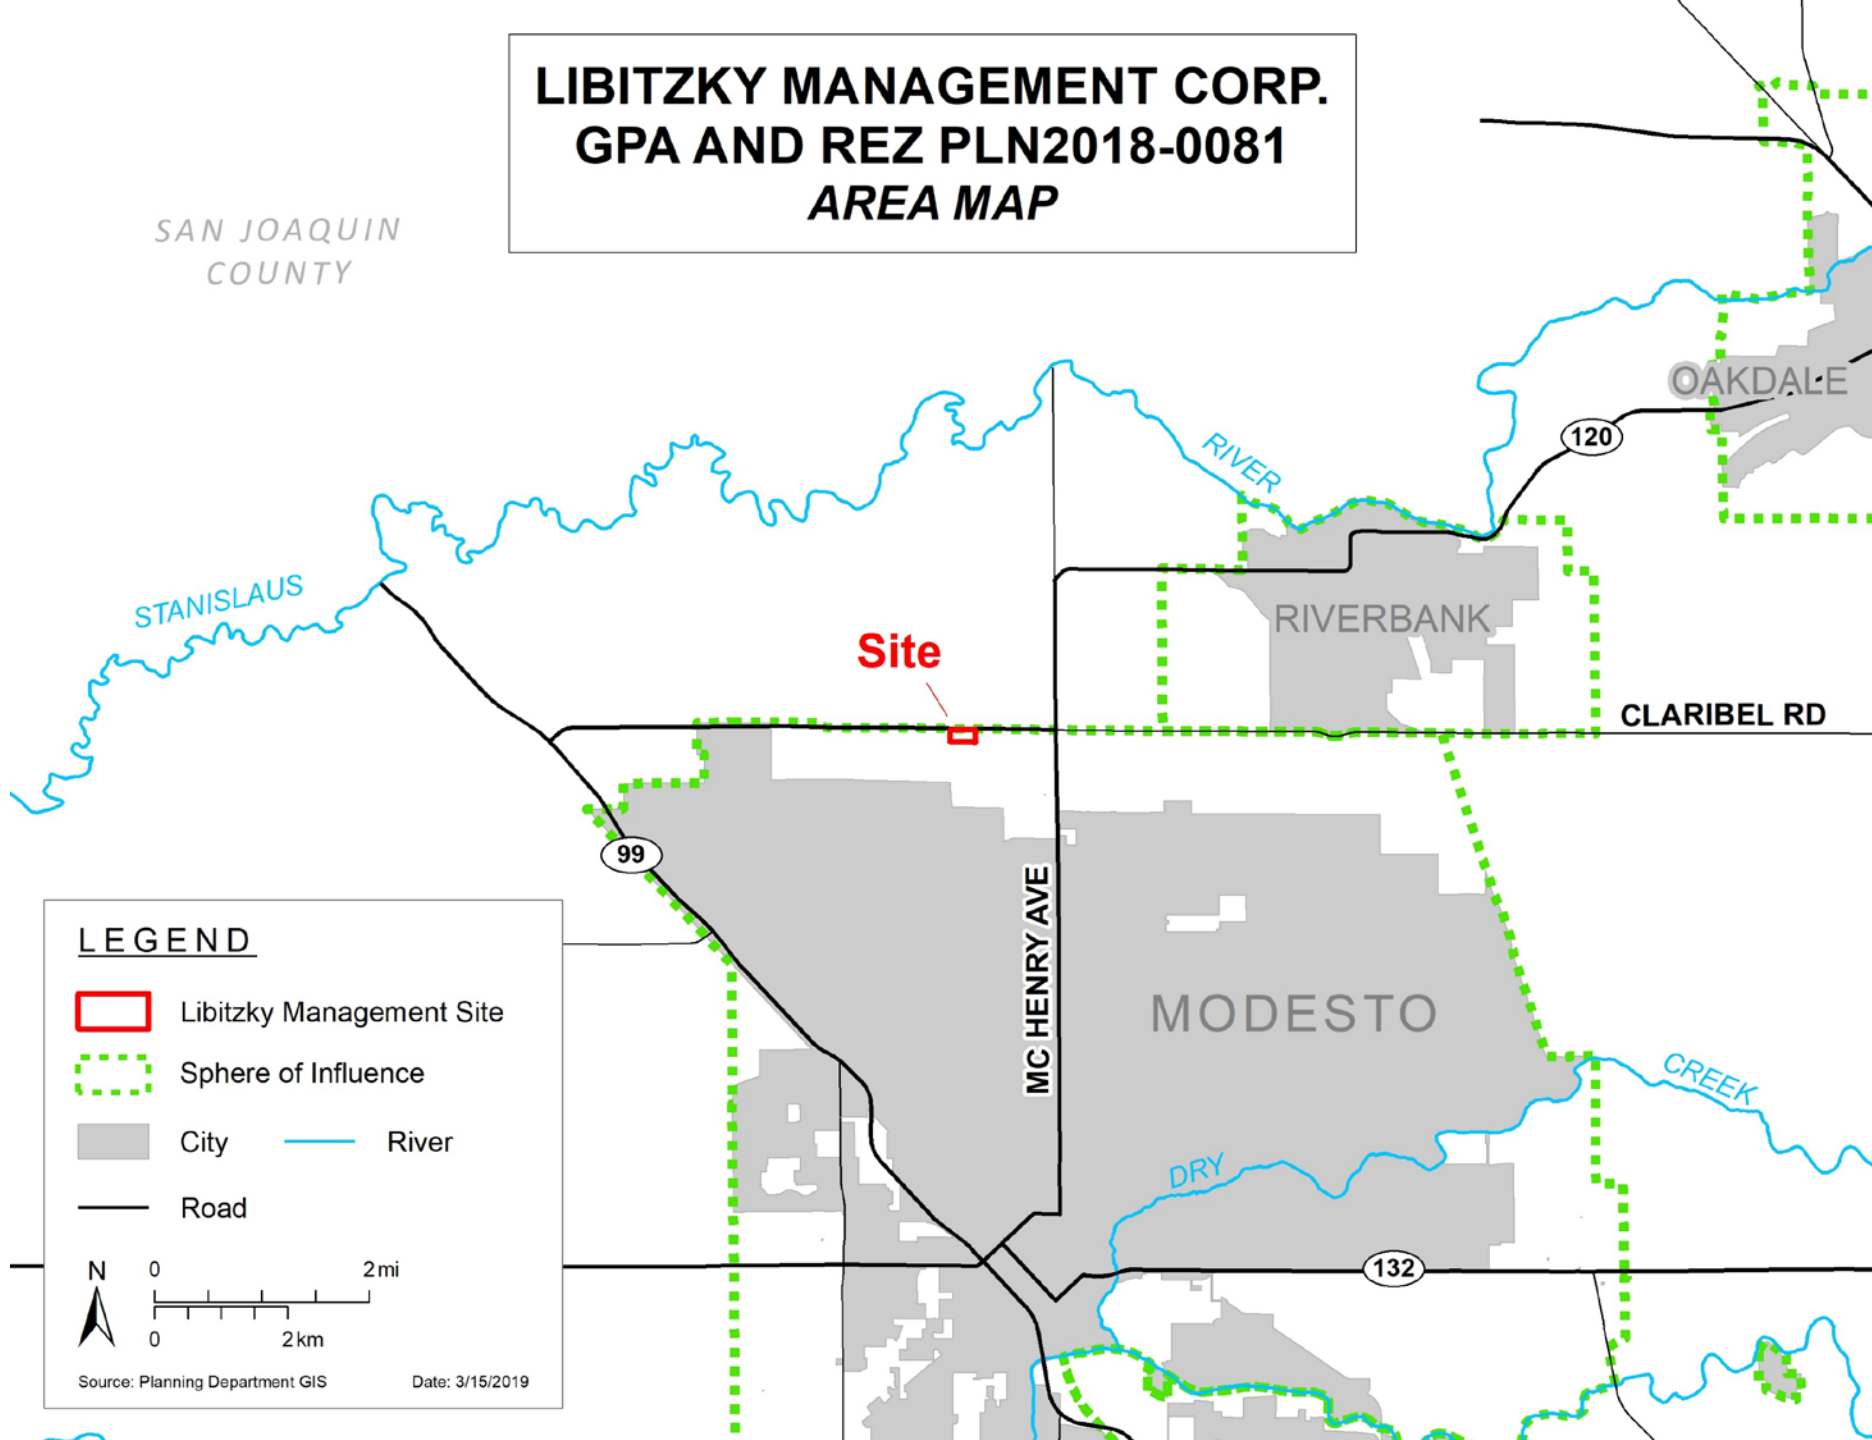 LIBITZKY MANAGEMENT CORP.
GPA AND REZ PLN2018-0081
AREA MAP
SAN JOAQUIN
COUNTY
OAKDALE
120
RIVER
STANISLAUS
RIVERBANK
Site
CLARIBEL RD
99
MC HENRY AVE
MODESTO
CREEK
DRY
132
LEGEND
Libitzky Management Site
Sphere of Influence
City
River
Road
N
0 2 mi
0 2 km
Source: Planning Department GIS Date: 3/15/2019